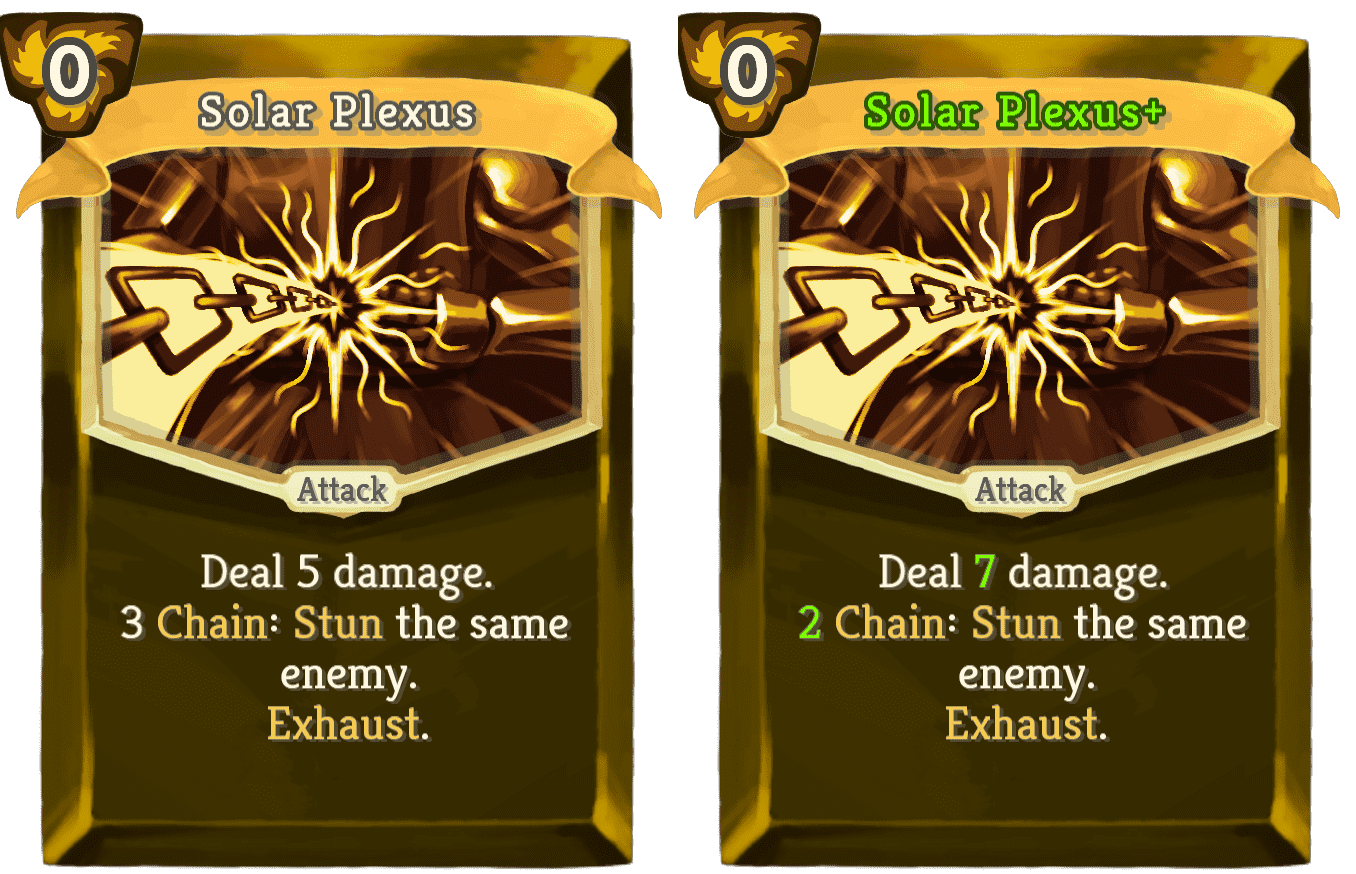 0
Solar Plexus
Attack
Deal 5 damage.
3 Chain: Stun the same
enemy.
Exhaust.
0
Solar Plexus+
Attack
Deal 7 damage.
2 Chain: Stun the same
enemy.
Exhaust.